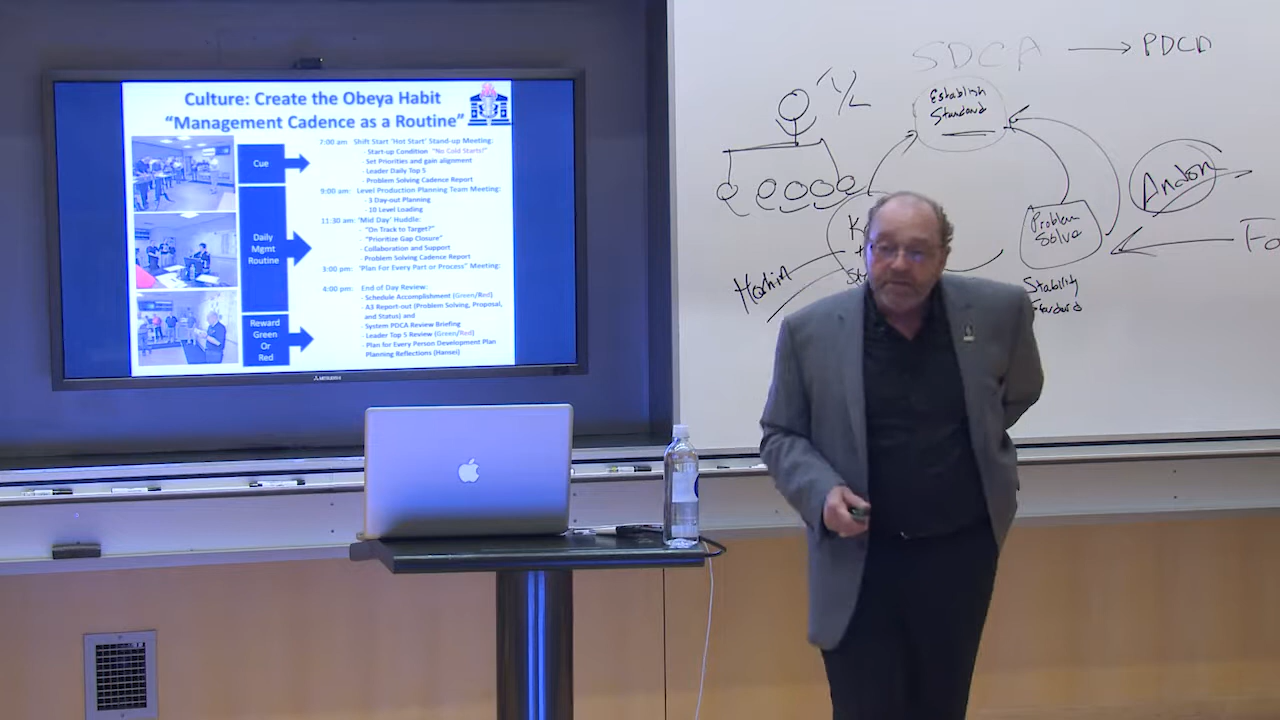 Culture: Create the Obeya Habit
"Management Cadence as a Routine"
Cue
Daily
Mgmt
Routine
Reward
Green
Or
Red
7:00 am Shift Start 'Hot Start' Stand-up Meeting:
- Start-up Condition "No Cold Starts!"
- Set Priorities and gain alignment
- Leader Daily Top 5
- Problem Solving Cadence Report
9:00 am: Level Production Planning Team Meeting:
- 3 Day-out Planning
- 10 Level Loading
11:30 am: 'Mid Day' Huddle:
- "On Track to Target?"
- "Prioritize Gap Closure"
- Collaboration and Support
- Problem Solving Cadence Report
3:00 pm: "Plan For Every Part or Process" Meeting:
4:00 pm: End of Day Review:
- Schedule Accomplishment (Green/Red)
- A3 Report-out (Problem Solving, Proposal,
and Status) and
- System PDCA Review Briefing
- Leader Top 5 Review (Green/Red)
- Plan for Every Person Development Plan
Planning Reflections (Hansei)
MITSUBISHI
SDCA → PDCA
Establish
Standard
Andon
Problem
Solve
Stability
Standard